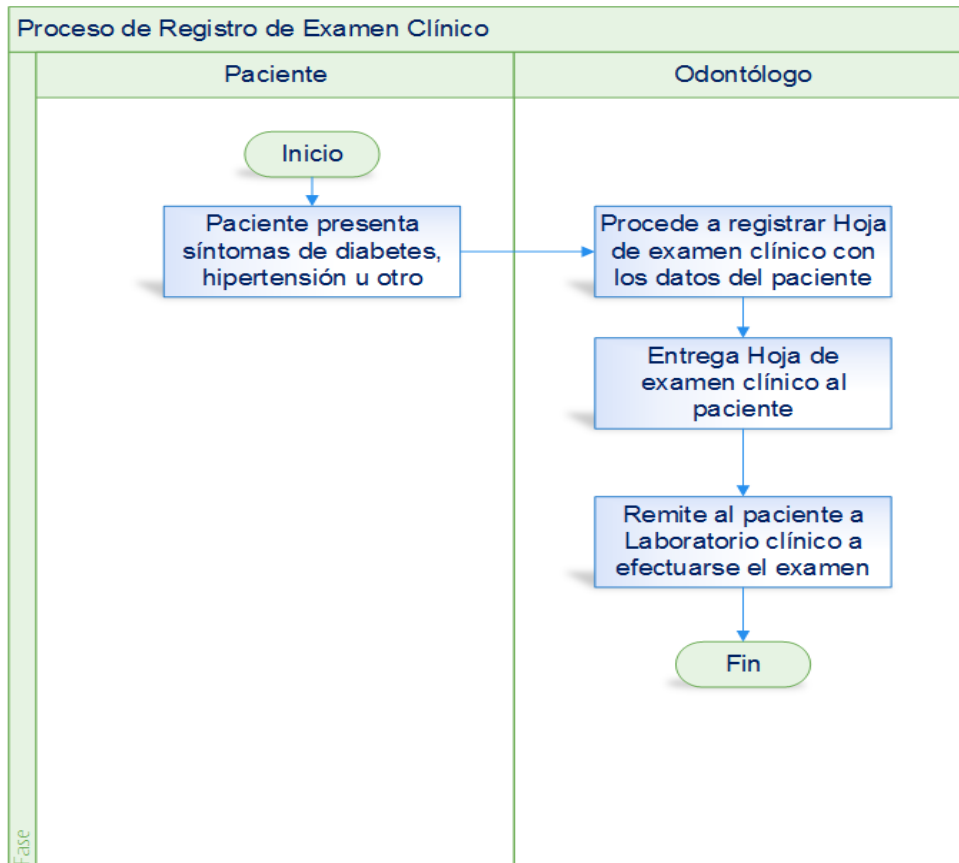 Proceso de Registro de Examen Clínico
Paciente
Odontólogo
Inicio
Paciente presenta
síntomas de diabetes,
hipertensión u otro
Procede a registrar Hoja
de examen clínico con
los datos del paciente
Entrega Hoja de
examen clínico al
paciente
Remite al paciente a
Laboratorio clínico a
efectuarse el examen
Fin
Fase